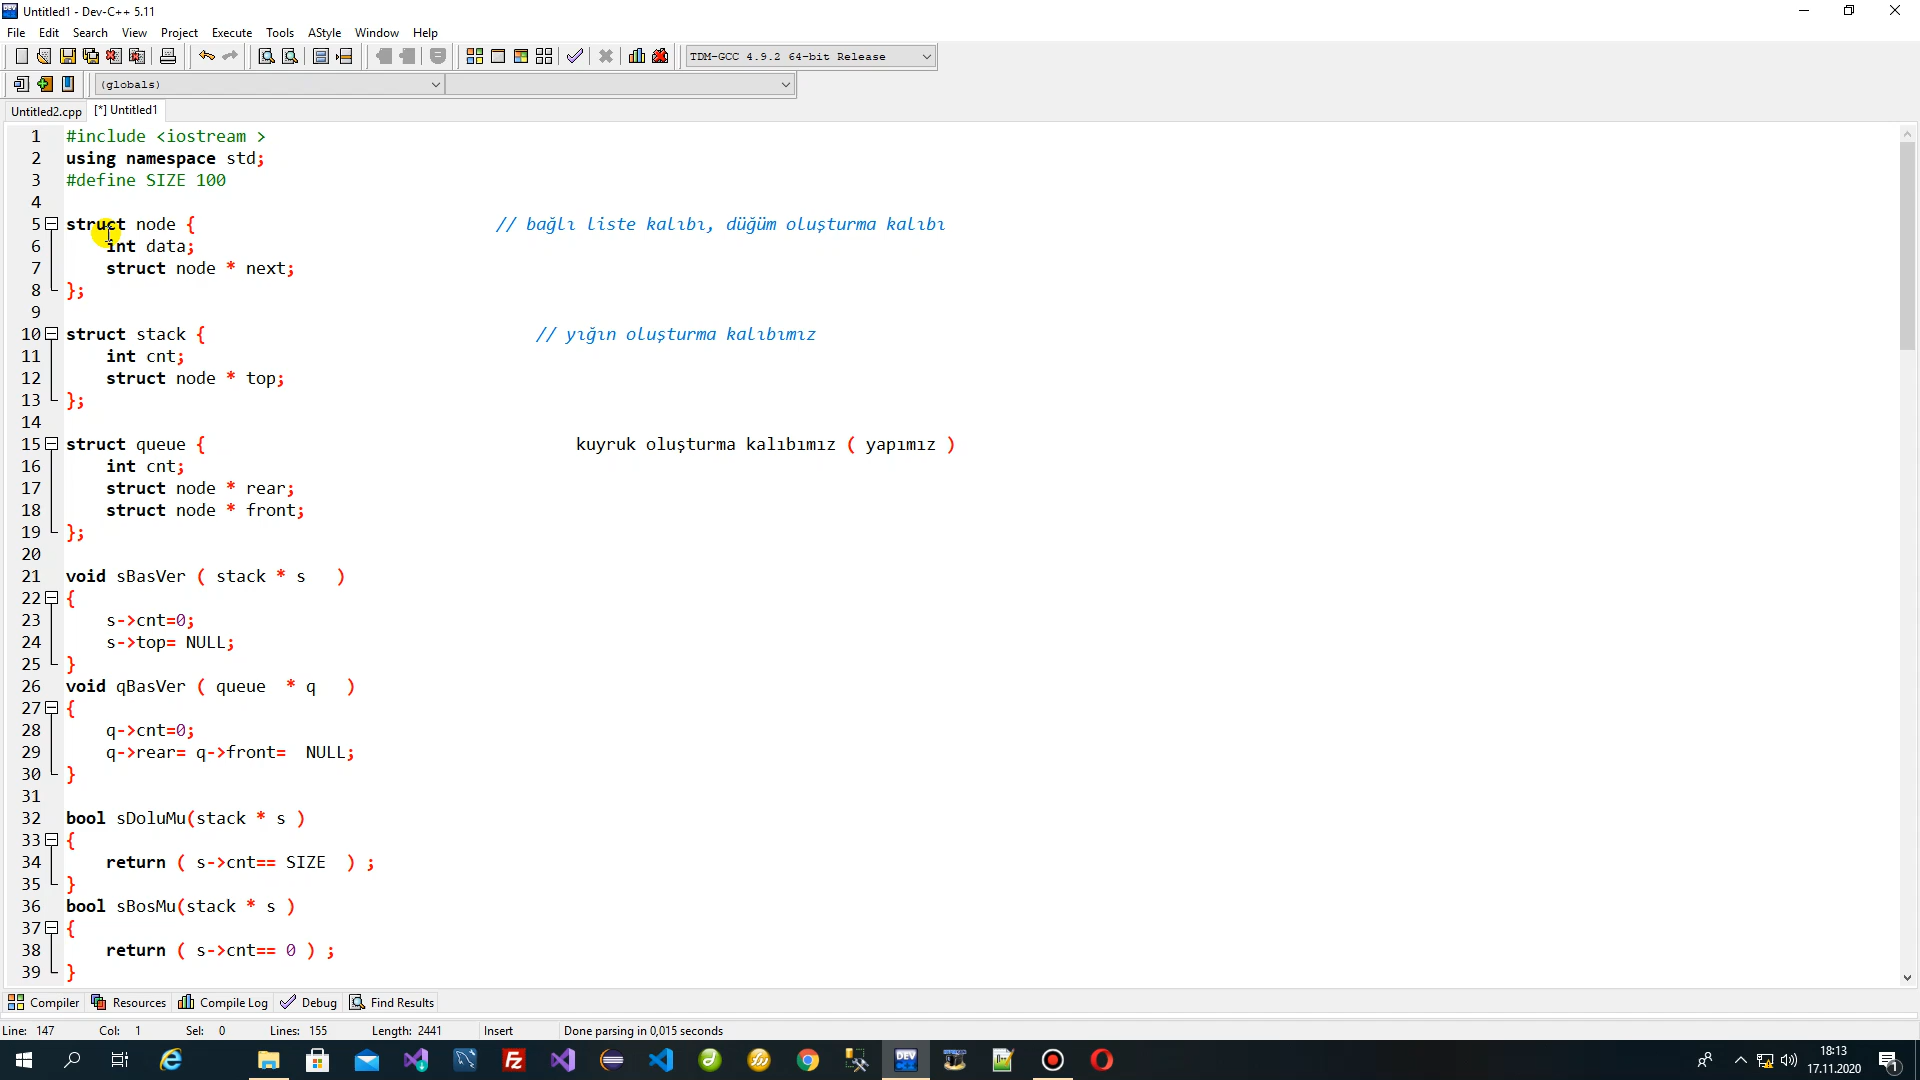 Untitled1 - Dev-C++ 5.11
File Edit Search View Project Execute Tools AStyle Window Help
TDM-GCC 4.9.2 64-bit Release
(globals)
Untitled2.cpp [*] Untitled1
1 #include <iostream >
2 using namespace std;
3 #define SIZE 100
4
5 struct node { // bağlı liste kalıbı, düğüm oluşturma kalıbı
6 int data;
7 struct node * next;
8 };
9
10 struct stack { // yığın oluşturma kalıbımız
11 int cnt;
12 struct node * top;
13 };
14
15 struct queue { kuyruk oluşturma kalıbımız ( yapımız )
16 int cnt;
17 struct node * rear;
18 struct node * front;
19 };
20
21 void sBasVer ( stack * s )
22 {
23 s->cnt=0;
24 s->top= NULL;
25 }
26 void qBasVer ( queue * q )
27 {
28 q->cnt=0;
29 q->rear= q->front= NULL;
30 }
31
32 bool sDoluMu(stack * s )
33 {
34 return ( s->cnt== SIZE ) ;
35 }
36 bool sBosMu(stack * s )
37 {
38 return ( s->cnt== 0 ) ;
39 }
Compiler Resources Compile Log Debug Find Results
Line: 147 Col: 1 Sel: 0 Lines: 155 Length: 2441 Insert Done parsing in 0,015 seconds
18:13
17.11.2020